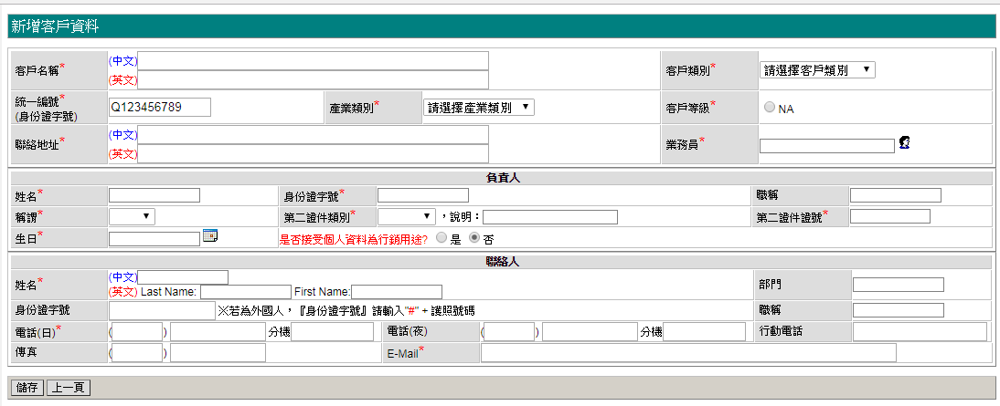 新增客戶資料
客戶名稱* (中文) 客戶類別* 請選擇客戶類別
(英文)
統一編號* Q123456789 產業類別* 請選擇產業類別 客戶等級* NA
(身份證字號)
聯絡地址* (中文) 業務員*
(英文)
負責人
姓名* 身份證字號* 職稱
稱謂* 第二證件類別* ,說明: 第二證件證號*
生日* 是否接受個人資料為行銷用途? 是 否
聯絡人
姓名* (中文) 部門
(英文) Last Name: First Name:
身份證字號 ※若為外國人,『身份證字號』請輸入"#" + 護照號碼 職稱
電話(日)* ( ) 分機 電話(夜) ( ) 分機 行動電話
傳真 ( ) E-Mail*
儲存 上一頁